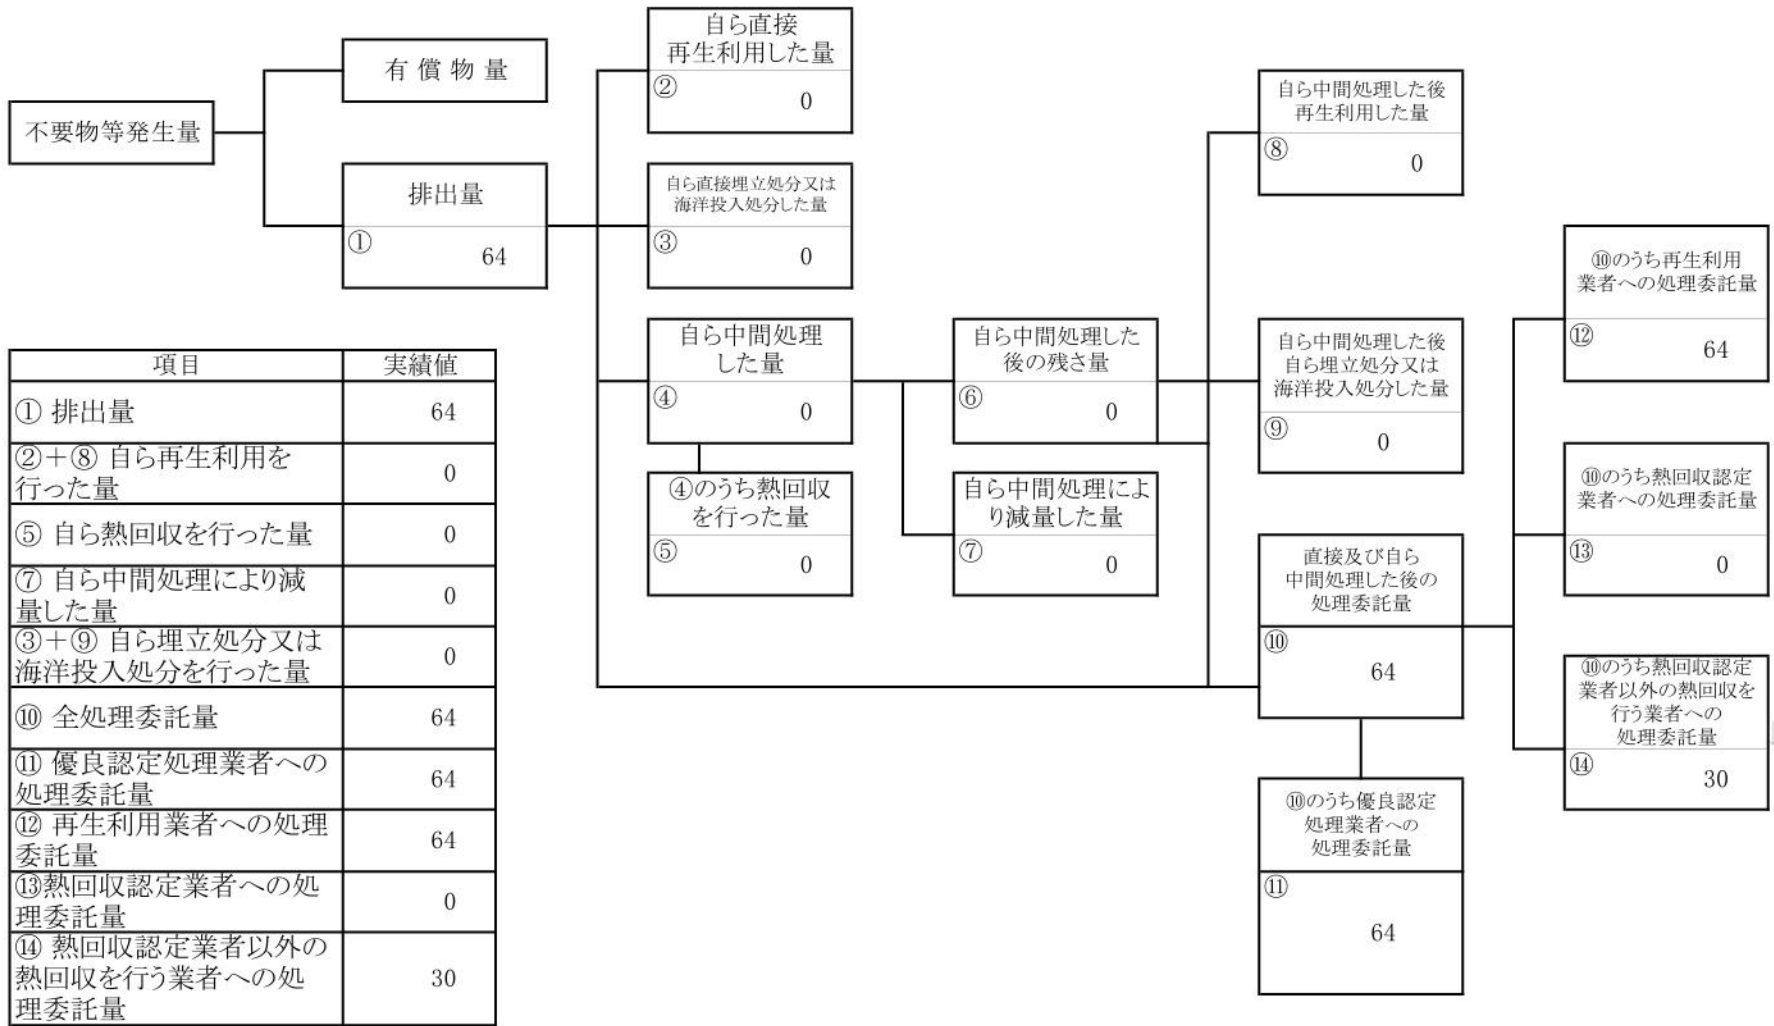 自ら直接
再生利用した量
②
0
有 償 物 量
不要物等発生量
自ら中間処理した後
再生利用した量
⑧
0
排出量
①
64
自ら直接埋立処分又は
海洋投入処分した量
③
0
⑩のうち再生利用
業者への処理委託量
⑫
64
自ら中間処理
した量
④
0
自ら中間処理した
後の残さ量
⑥
0
自ら中間処理した後
自ら埋立処分又は
海洋投入処分した量
⑨
0
④のうち熱回収
を行った量
⑤
0
自ら中間処理によ
り減量した量
⑦
0
⑩のうち熱回収認定
業者への処理委託量
⑬
0
直接及び自ら
中間処理した後の
処理委託量
⑩
64
⑩のうち熱回収認定
業者以外の熱回収を
行う業者への
処理委託量
⑭
30
⑩のうち優良認定
処理業者への
処理委託量
⑪
64
項目 実績値
① 排出量 64
②+⑧ 自ら再生利用を
行った量 0
⑤ 自ら熱回収を行った量 0
⑦ 自ら中間処理により減
量した量 0
③+⑨ 自ら埋立処分又は
海洋投入処分を行った量 0
⑩ 全処理委託量 64
⑪ 優良認定処理業者への
処理委託量 64
⑫ 再生利用業者への処理
委託量 64
⑬熱回収認定業者への処
理委託量 0
⑭ 熱回収認定業者以外の
熱回収を行う業者への処
理委託量 30